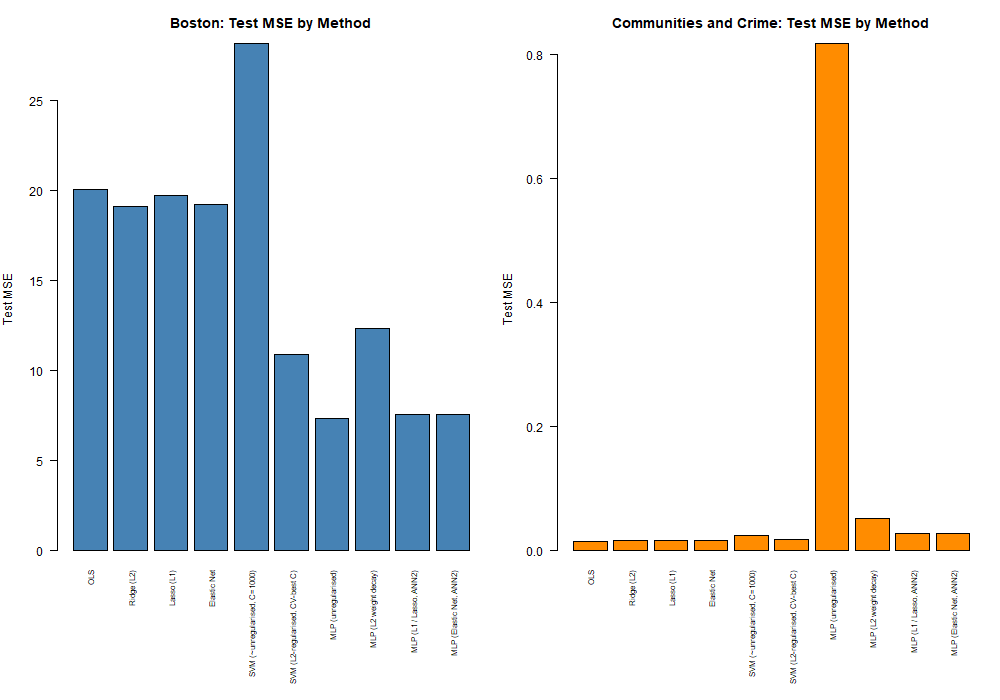 Boston: Test MSE by Method
Test MSE
25
20
15
10
5
0
OLS
Ridge (L2)
Lasso (L1)
Elastic Net
SVM (~unregularised, C=1000)
SVM (L2-regularised, CV-best C)
MLP (unregularised)
MLP (L2 weight decay)
MLP (L1 / Lasso, ANN2)
MLP (Elastic Net, ANN2)
Communities and Crime: Test MSE by Method
Test MSE
0.8
0.6
0.4
0.2
0.0
OLS
Ridge (L2)
Lasso (L1)
Elastic Net
SVM (~unregularised, C=1000)
SVM (L2-regularised, CV-best C)
MLP (unregularised)
MLP (L2 weight decay)
MLP (L1 / Lasso, ANN2)
MLP (Elastic Net, ANN2)